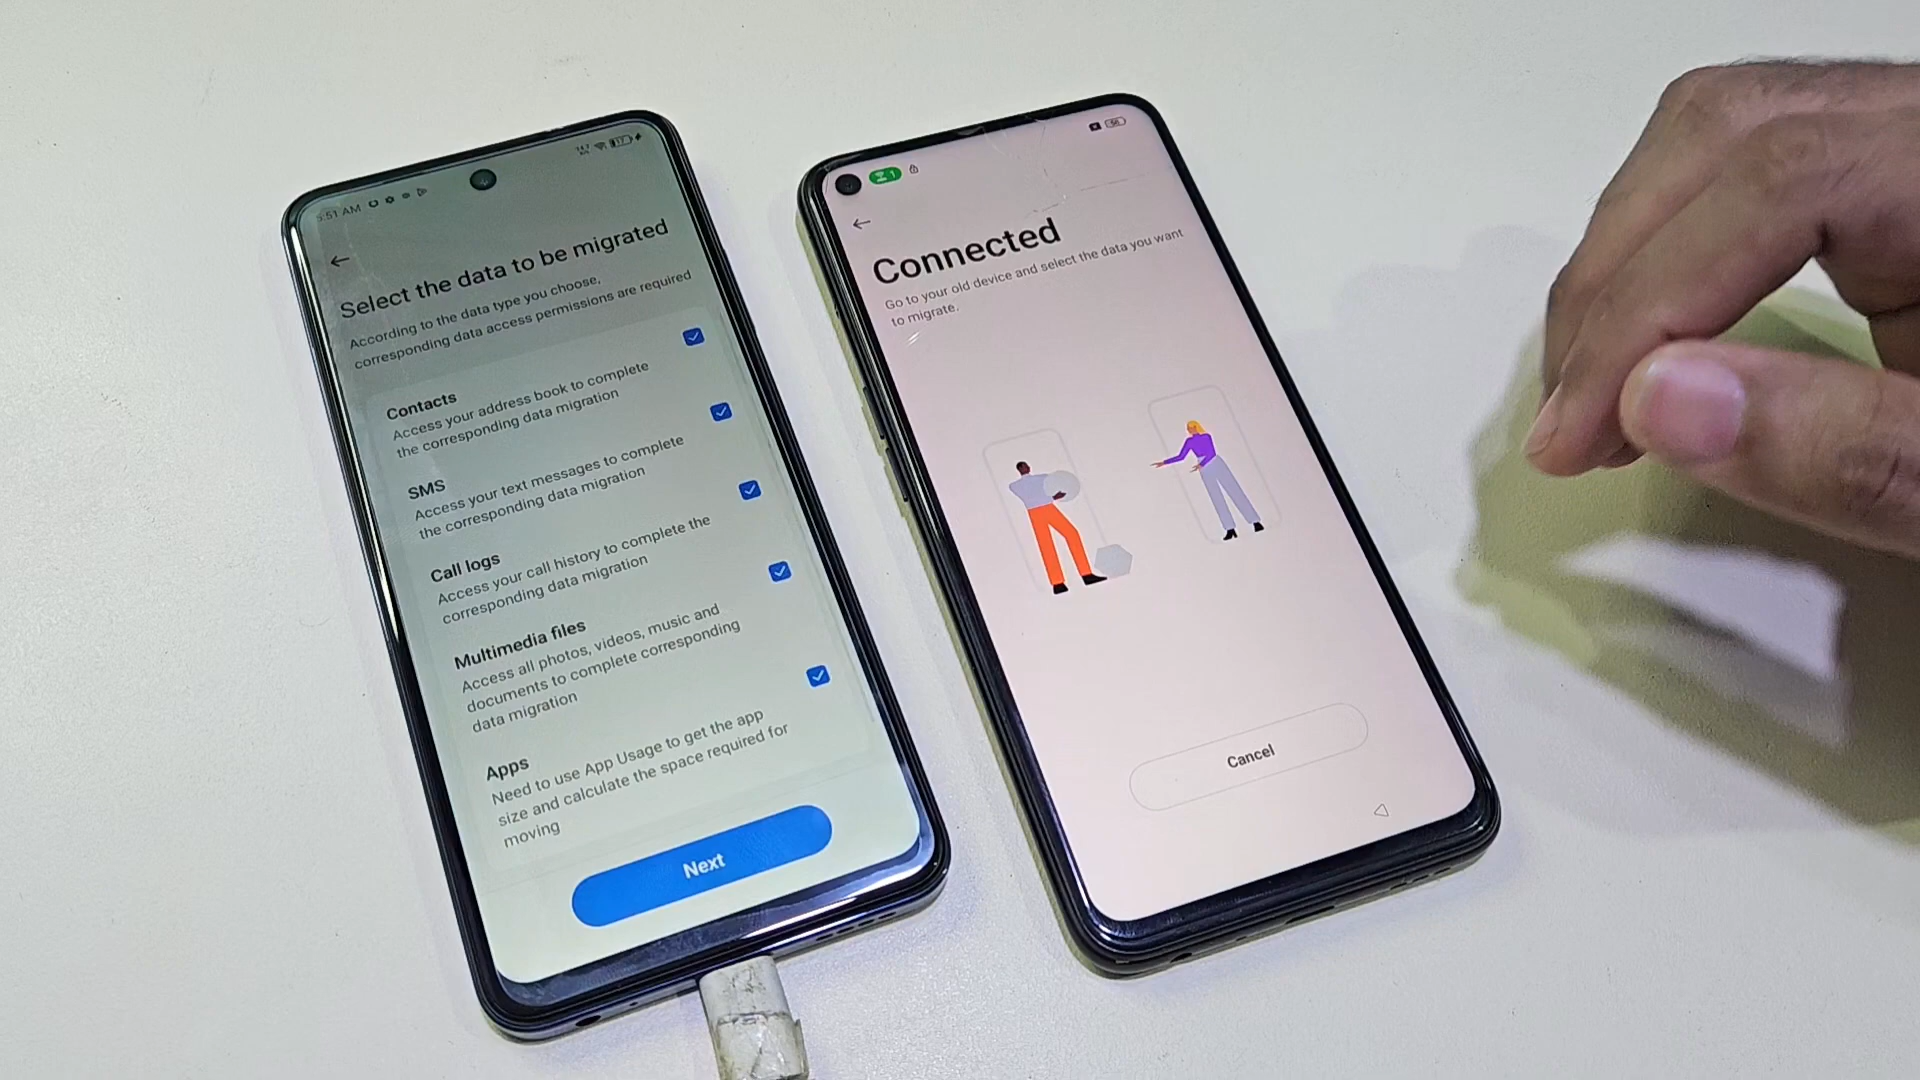 :51 AM
Select the data to be migrated
According to the data type you choose,
corresponding data access permissions are required
Contacts
Access your address book to complete
the corresponding data migration
SMS
Access your text messages to complete
the corresponding data migration
Call logs
Access your call history to complete the
corresponding data migration
Multimedia files
Access all photos, videos, music and
documents to complete corresponding
data migration
Apps
Need to use App Usage to get the app
size and calculate the space required for
moving
Next
1
Connected
Go to your old device and select the data you want
to migrate.
Cancel